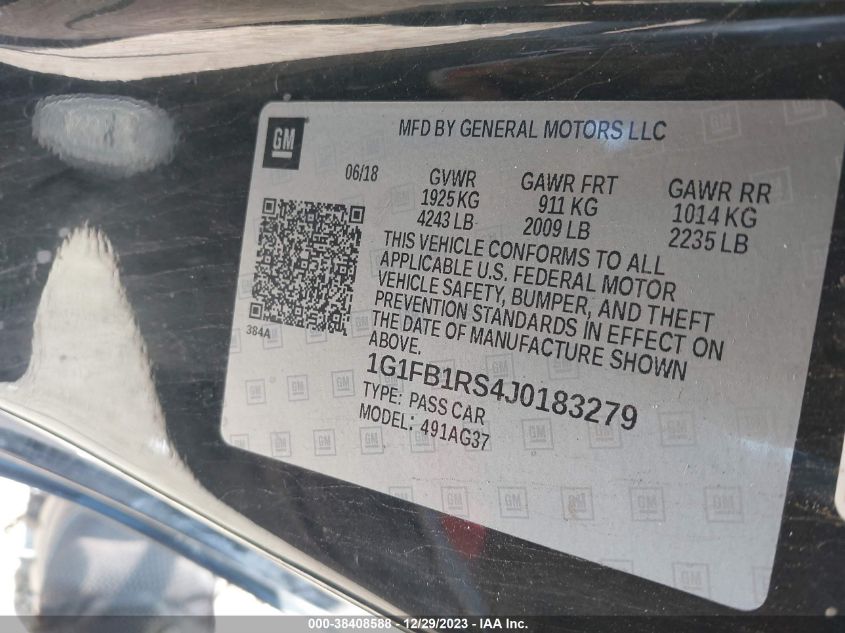 GM
MFD BY GENERAL MOTORS LLC
06/18
GVWR
1925 KG
4243 LB
GAWR FRT
911 KG
2009 LB
GAWR RR
1014 KG
2235 LB
THIS VEHICLE CONFORMS TO ALL
APPLICABLE U.S. FEDERAL MOTOR
VEHICLE SAFETY, BUMPER, AND THEFT
PREVENTION STANDARDS IN EFFECT ON
THE DATE OF MANUFACTURE SHOWN
ABOVE.
384A
1G1FB1RS4J0183279
TYPE: PASS CAR
MODEL: 491AG37
000-38408588 - 12/29/2023 - IAA Inc.